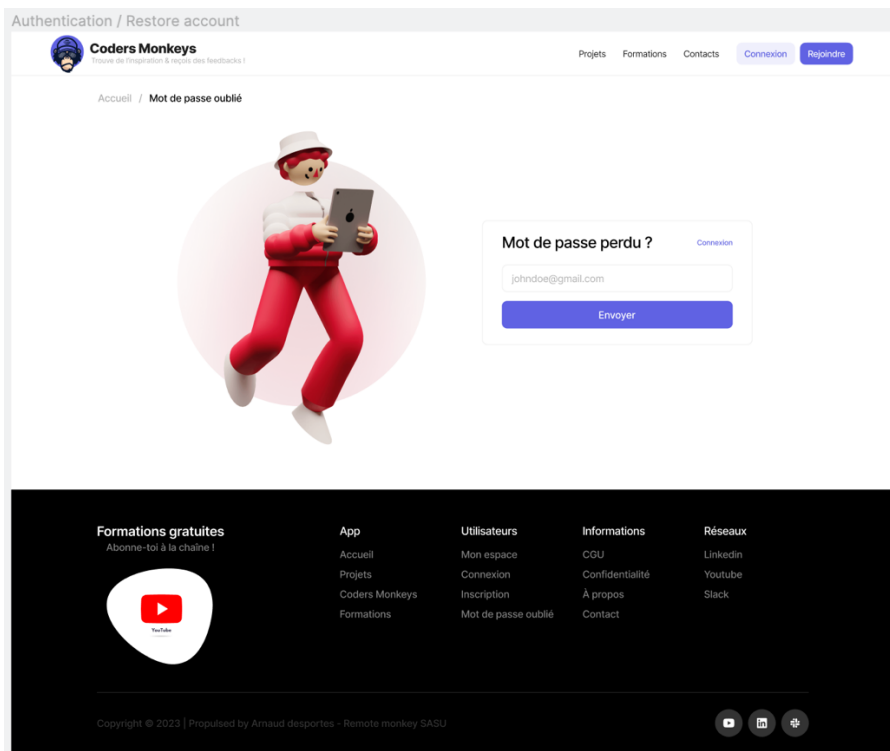 Authentication / Restore account
Coders Monkeys
Trouve de l'inspiration & reçois des feedbacks !
Projets
Formations
Contacts
Connexion
Rejoindre
Accueil / Mot de passe oublié
Mot de passe perdu ?
Connexion
johndoe@gmail.com
Envoyer
Formations gratuites
Abonne-toi à la chaîne !
YouTube
App
Accueil
Projets
Coders Monkeys
Formations
Utilisateurs
Mon espace
Connexion
Inscription
Mot de passe oublié
Informations
CGU
Confidentialité
À propos
Contact
Réseaux
Linkedin
Youtube
Slack
Copyright © 2023 | Propulsed by Arnaud desportes - Remote monkey SASU